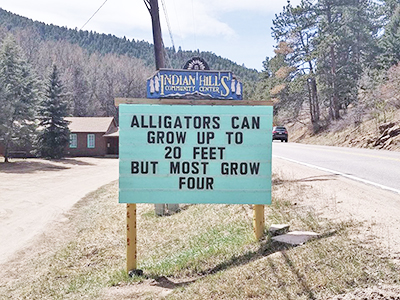 INDIAN HILLS
COMMUNITY CENTER
ALLIGATORS CAN
GROW UP TO
20 FEET
BUT MOST GROW
FOUR